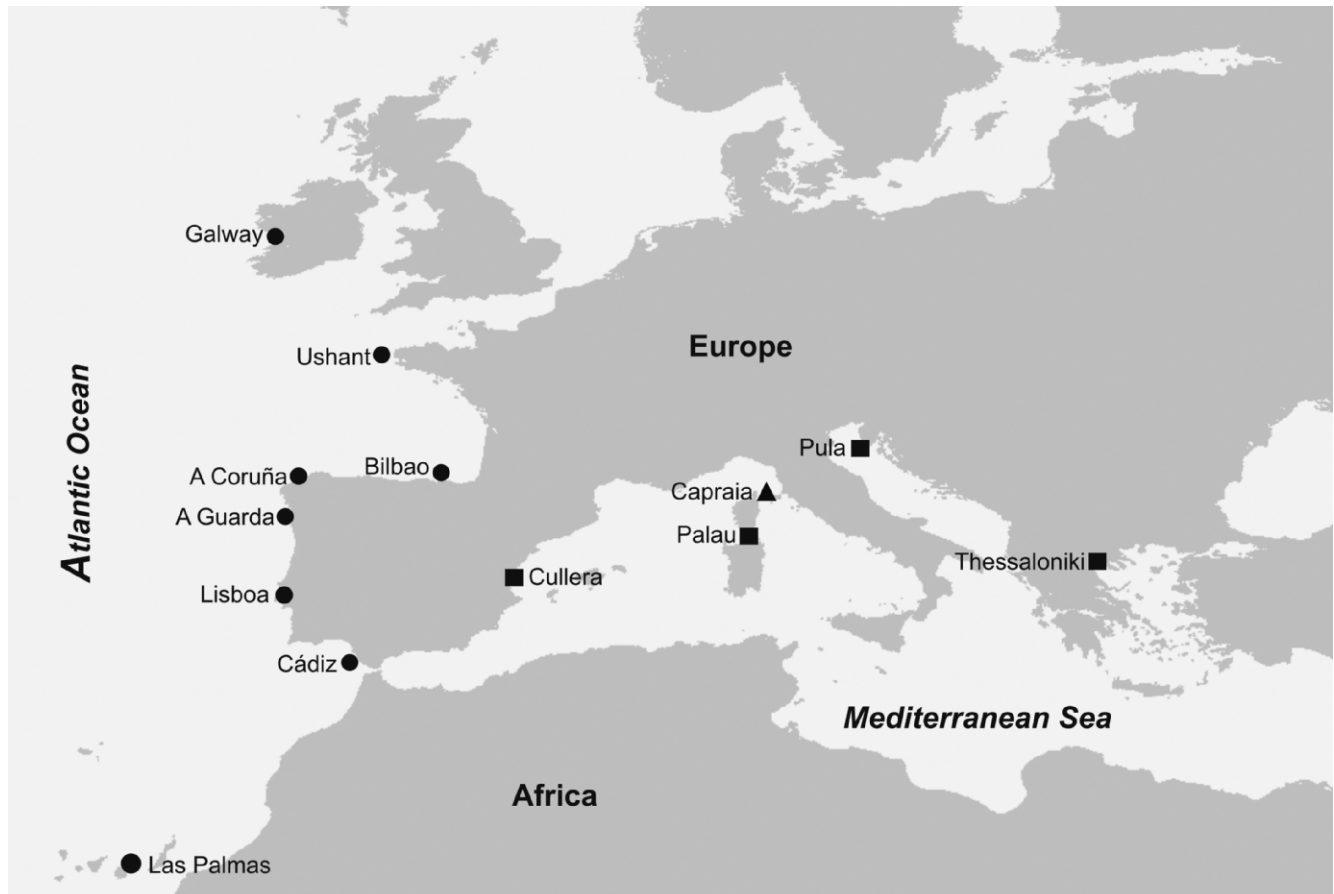 Galway
Ushant
Europe
Atlantic Ocean
A Coruña
Bilbao
Pula
Capraia
A Guarda
Palau
Thessaloniki
Cullera
Lisboa
Cádiz
Mediterranean Sea
Africa
Las Palmas